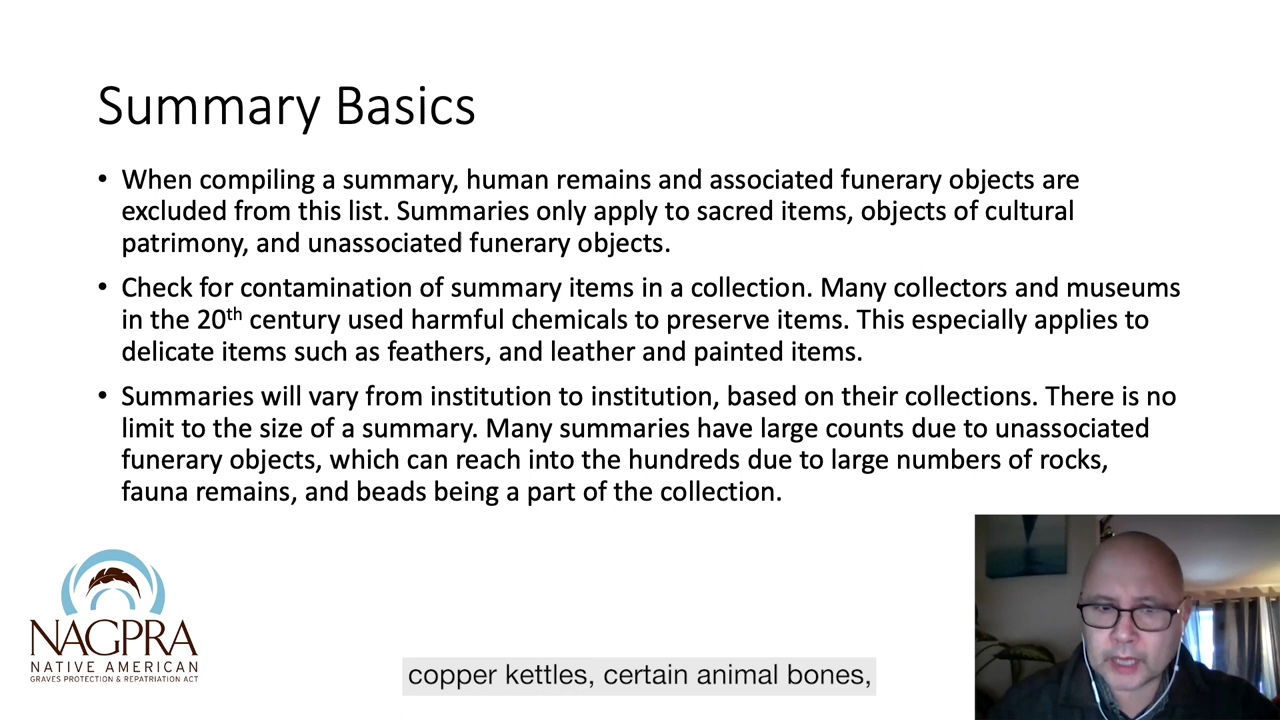 Summary Basics
• When compiling a summary, human remains and associated funerary objects are
excluded from this list. Summaries only apply to sacred items, objects of cultural
patrimony, and unassociated funerary objects.
• Check for contamination of summary items in a collection. Many collectors and museums
in the 20th century used harmful chemicals to preserve items. This especially applies to
delicate items such as feathers, and leather and painted items.
• Summaries will vary from institution to institution, based on their collections. There is no
limit to the size of a summary. Many summaries have large counts due to unassociated
funerary objects, which can reach into the hundreds due to large numbers of rocks,
fauna remains, and beads being a part of the collection.
NAGPRA
NATIVE AMERICAN
GRAVES PROTECTION & REPATRIATION ACT
copper kettles, certain animal bones,